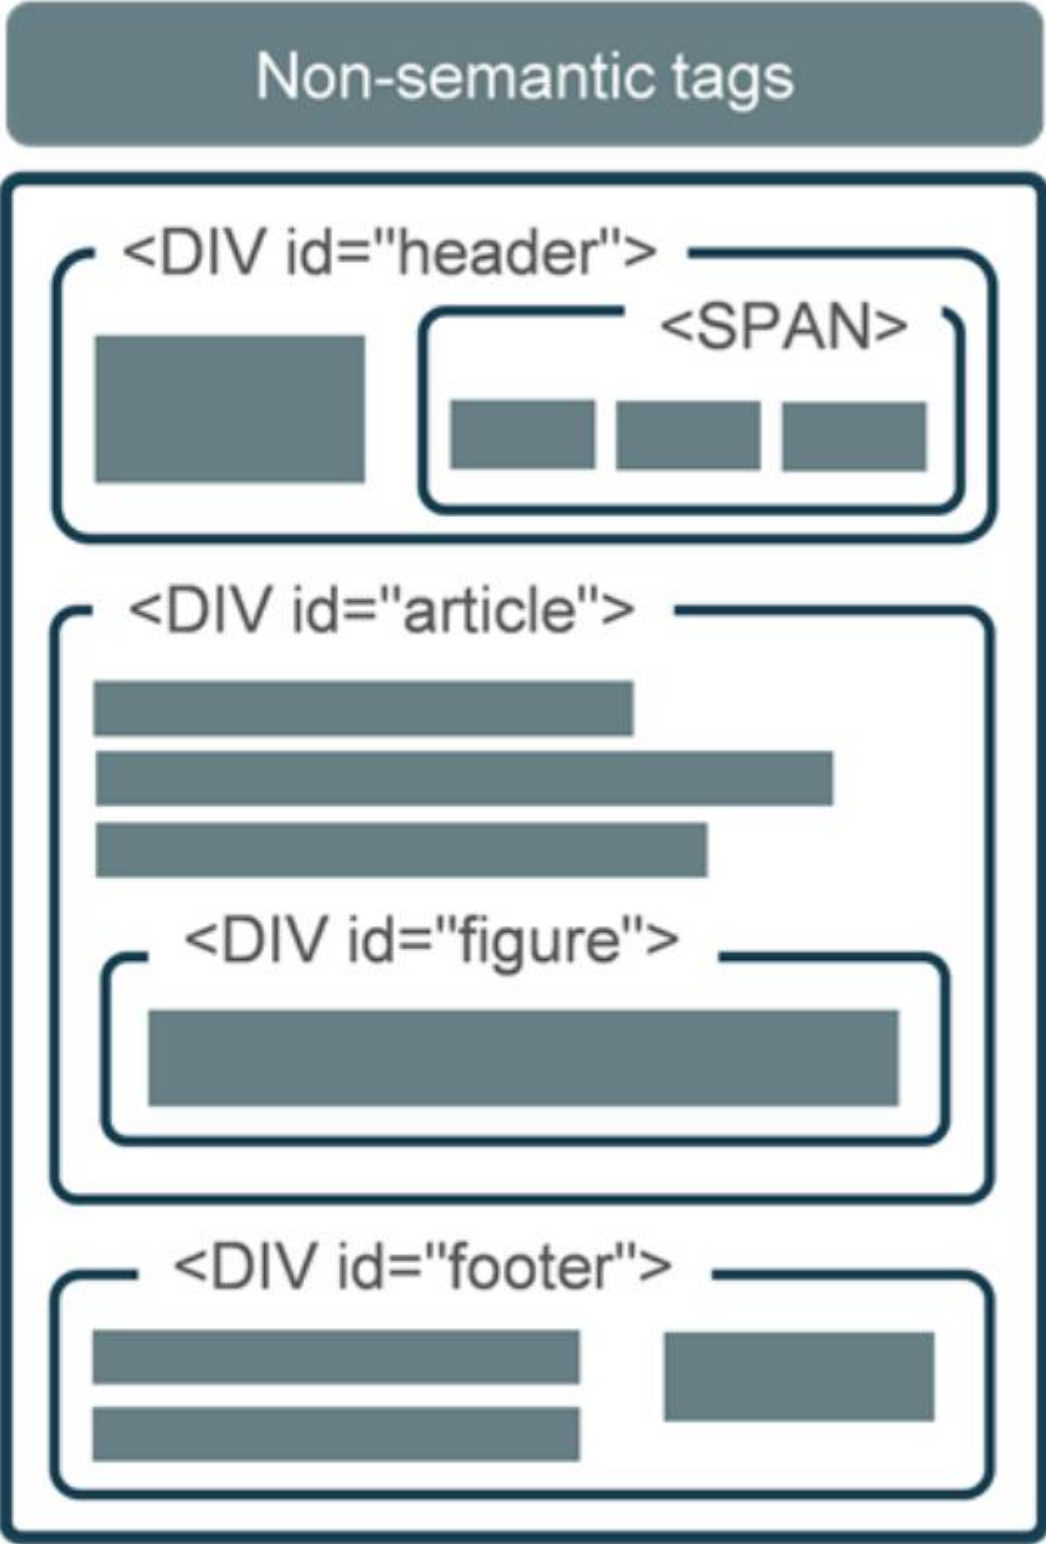 Non-semantic tags
<DIV id="header">
<SPAN>
<DIV id="article">
<DIV id="figure">
<DIV id="footer">